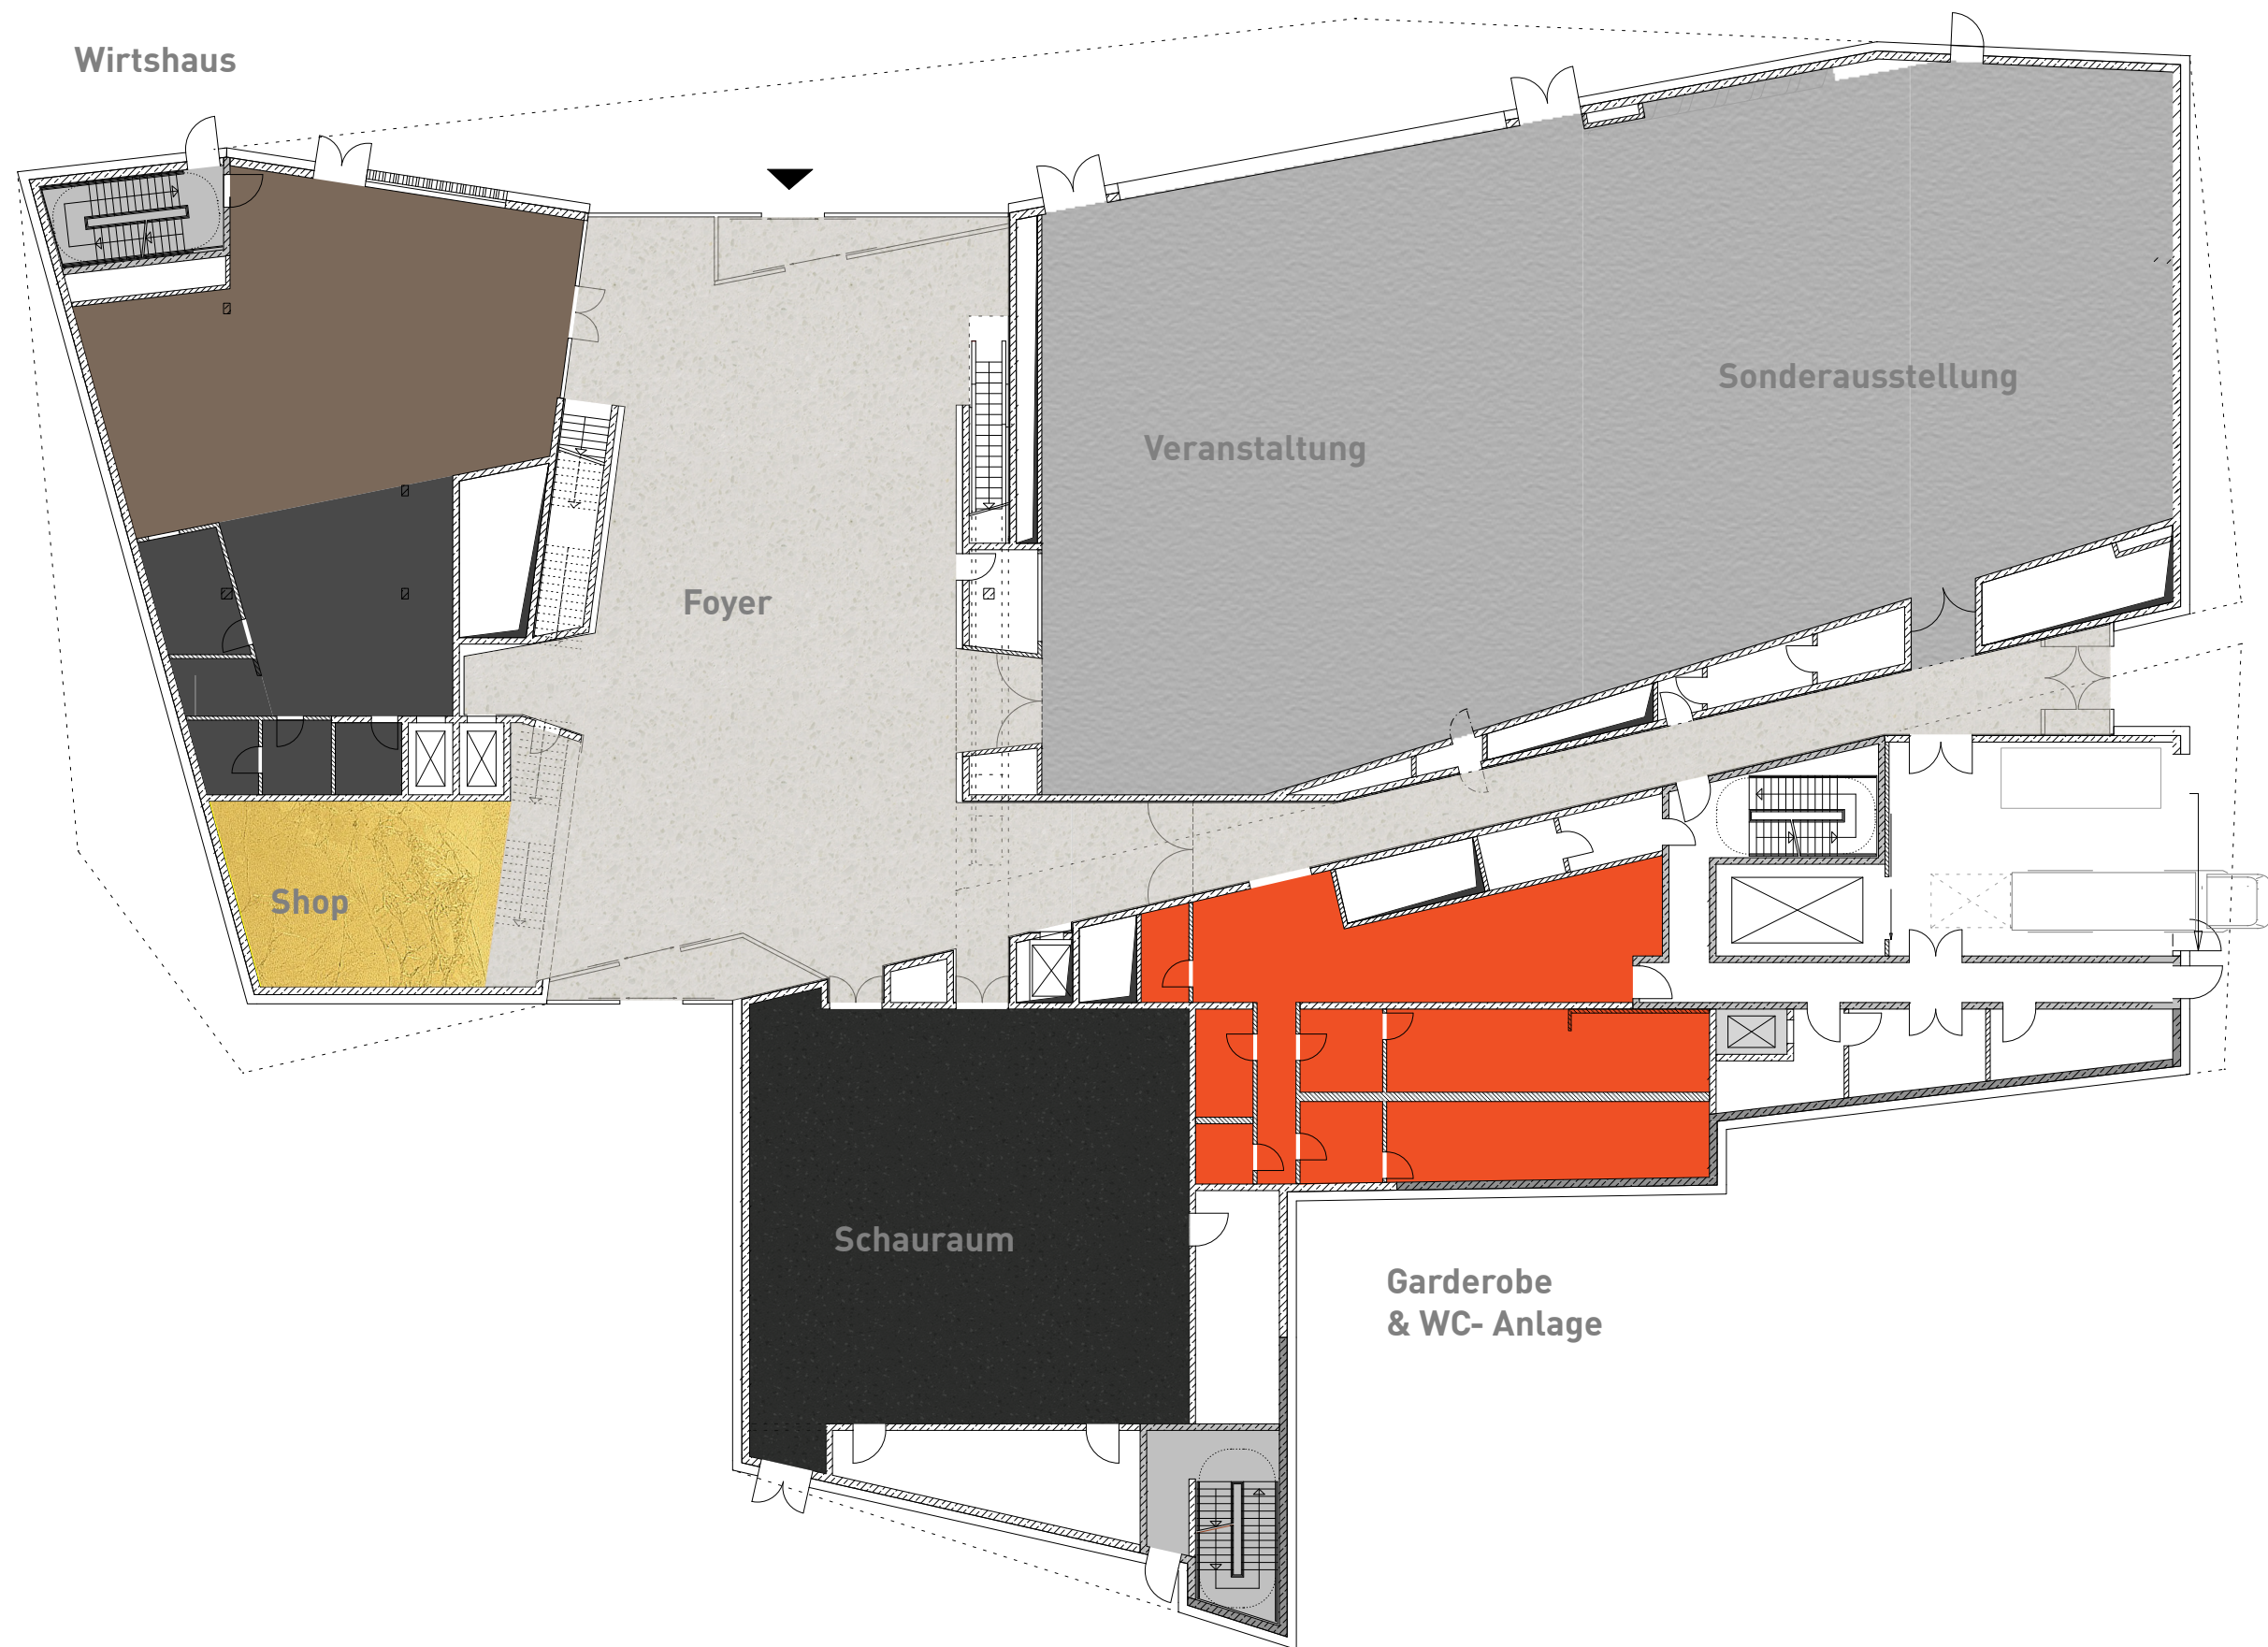 Wirtshaus
Sonderausstellung
Veranstaltung
Foyer
Shop
Schauraum
Garderobe
& WC- Anlage